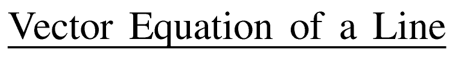 Vector Equation of a Line